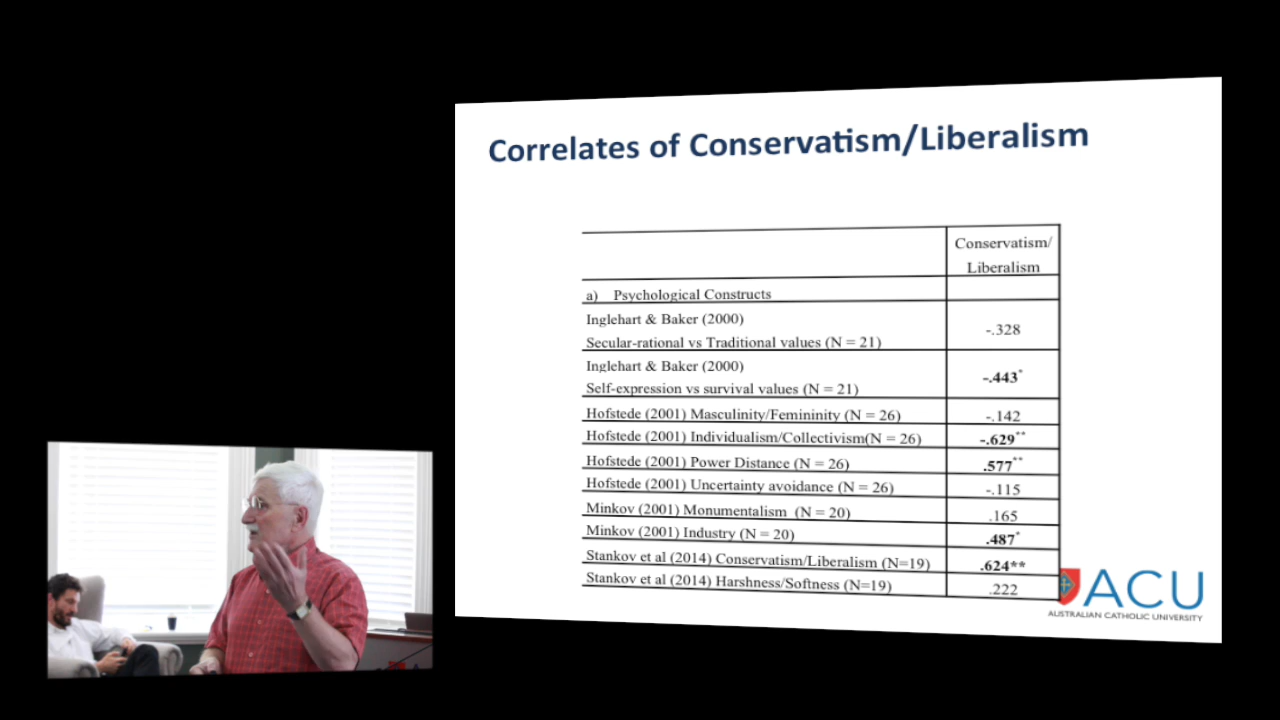 Correlates of Conservatism/Liberalism
Conservatism/
Liberalism
a) Psychological Constructs
Inglehart & Baker (2000)
Secular-rational vs Traditional values (N = 21)
-.328
Inglehart & Baker (2000)
Self-expression vs survival values (N = 21)
-.443*
Hofstede (2001) Masculinity/Femininity (N = 26)
-.142
Hofstede (2001) Individualism/Collectivism(N = 26)
-.629**
Hofstede (2001) Power Distance (N = 26)
.577**
Hofstede (2001) Uncertainty avoidance (N = 26)
-.115
Minkov (2001) Monumentalism (N = 20)
.165
Minkov (2001) Industry (N = 20)
.487*
Stankov et al (2014) Conservatism/Liberalism (N=19)
.624**
Stankov et al (2014) Harshness/Softness (N=19)
.222
ACU
AUSTRALIAN CATHOLIC UNIVERSITY